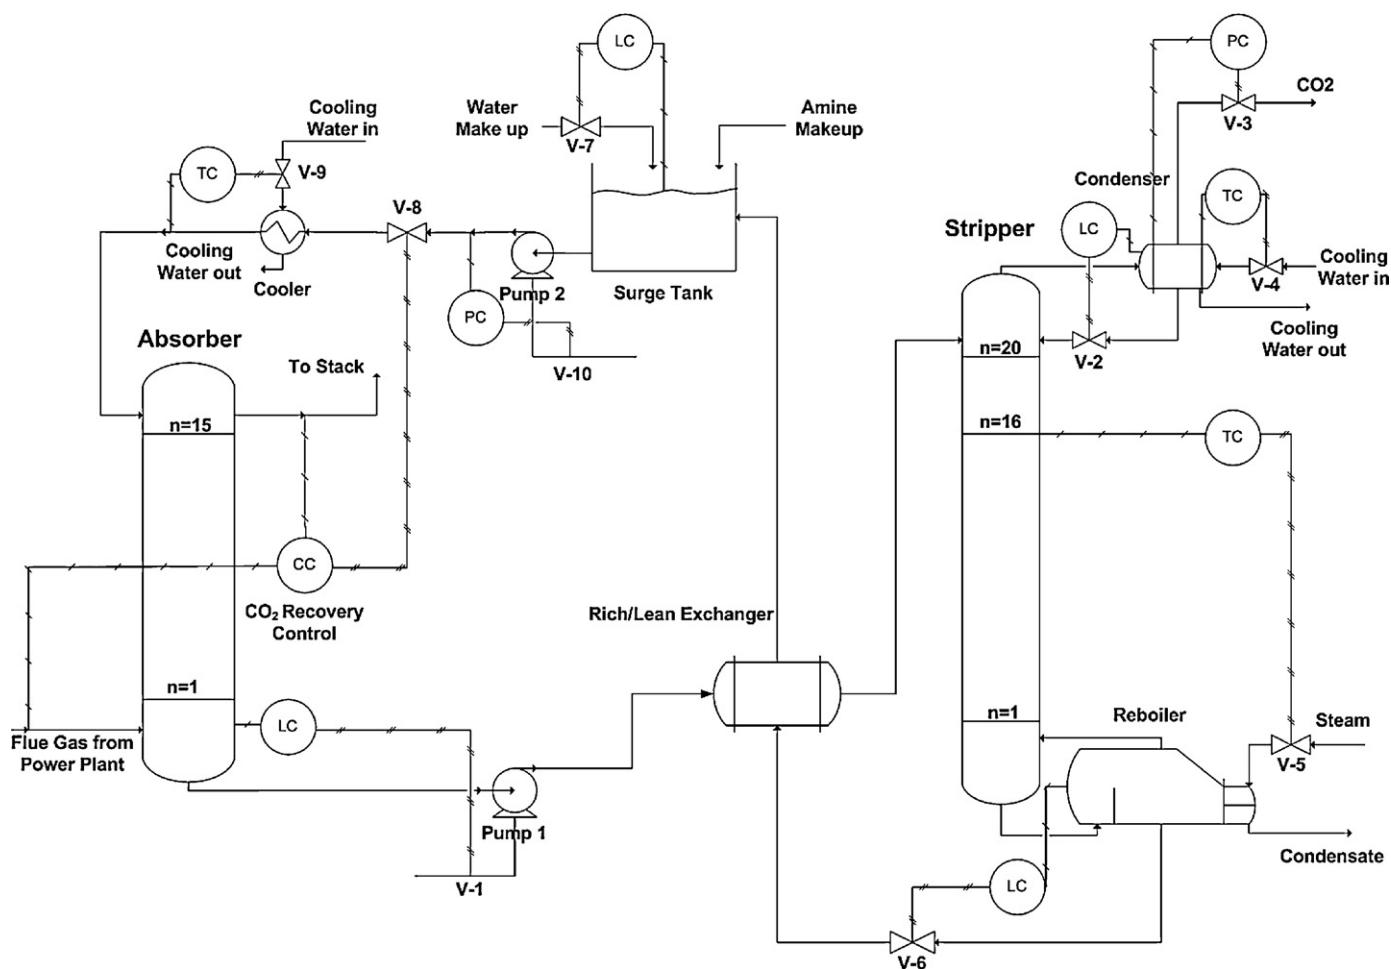 LC
PC
CO2
V-3
Cooling
Water in
Water
Make up
V-7
Amine
Makeup
TC
V-9
V-8
Condenser
TC
LC
Stripper
Cooling
Water out
Cooler
Pump 2
Surge Tank
PC
V-10
V-4
Cooling
Water in
Cooling
Water out
V-2
Absorber
To Stack
n=15
n=20
n=16
TC
CC
CO₂ Recovery
Control
Rich/Lean Exchanger
n=1
LC
Flue Gas from
Power Plant
Pump 1
V-1
n=1
Reboiler
Steam
V-5
Condensate
LC
V-6